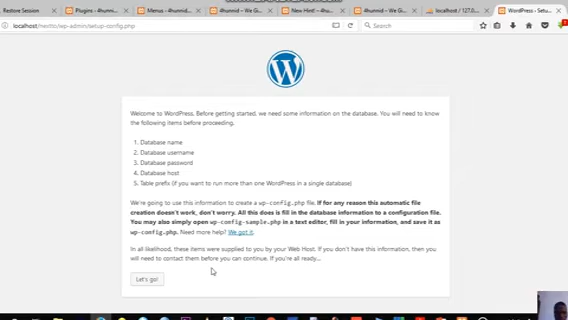 Restore Session
Plugins ‹ 4hunnid...
Menus ‹ 4hunnid —...
4hunnid – We G...
New Hint! – 4hu...
4hunnid – We G...
localhost / 127.0...
WordPress › Setu...
localhost/nextto/wp-admin/setup-config.php
Search
Welcome to WordPress. Before getting started, we need some information on the database. You will need to know
the following items before proceeding.
1. Database name
2. Database username
3. Database password
4. Database host
5. Table prefix (if you want to run more than one WordPress in a single database)
We're going to use this information to create a wp-config.php file. If for any reason this automatic
file creation doesn't work, don't worry. All this does is fill in the database information to a configuration file.
You may also simply open wp-config-sample.php in a text editor, fill in your information, and save it as
wp-config.php. Need more help? We got it.
In all likelihood, these items were supplied to you by your Web Host. If you don't have this information, then you
will need to contact them before you can continue. If you're all ready...
Let's go!